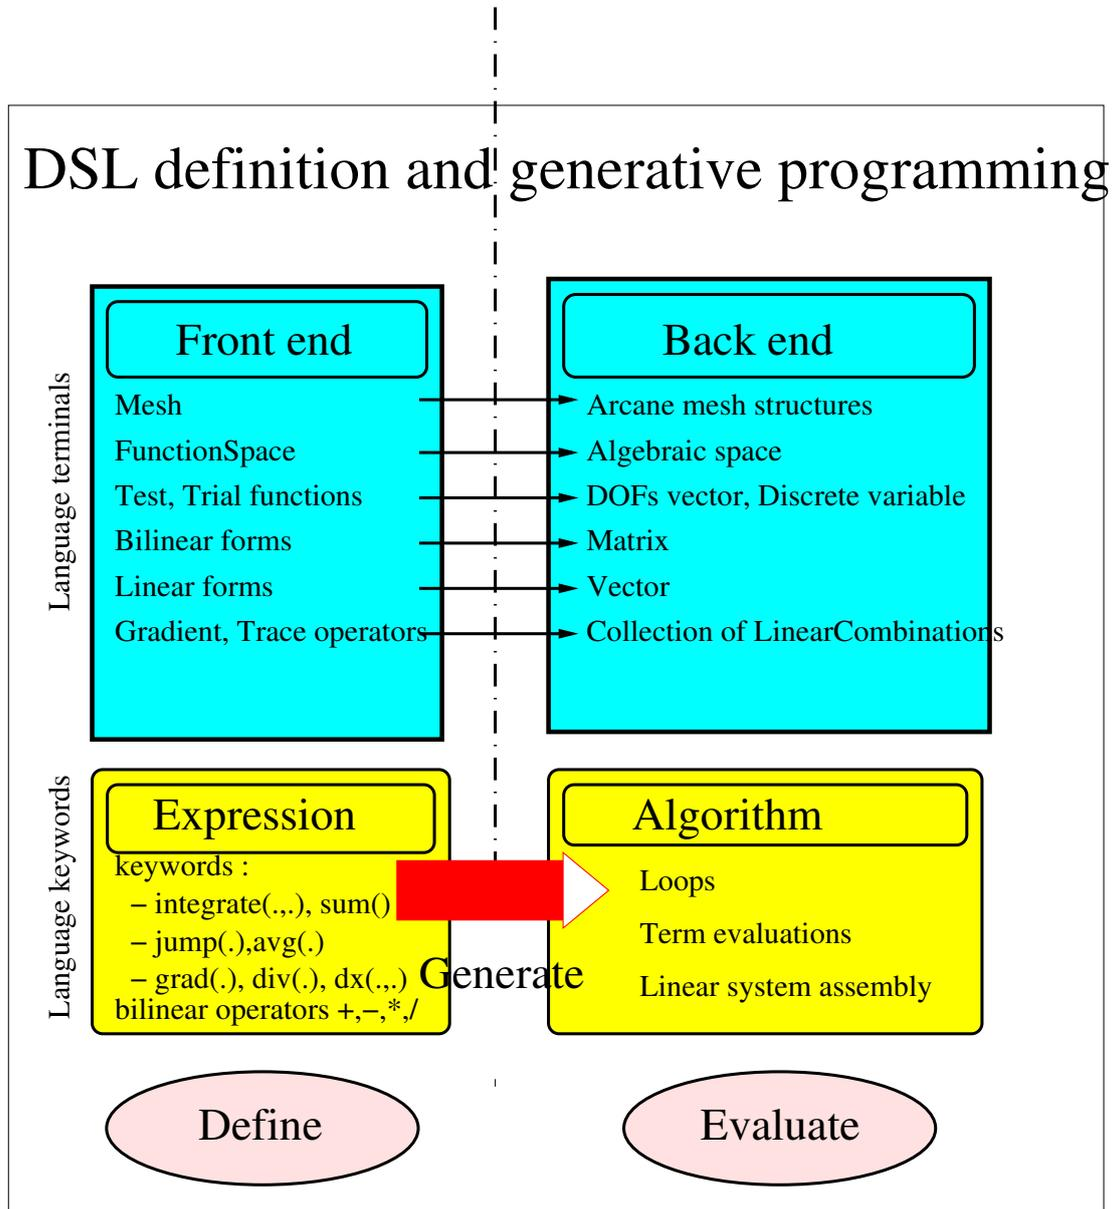 DSL definition and generative programming
Language terminals
Front end
Mesh
FunctionSpace
Test, Trial functions
Bilinear forms
Linear forms
Gradient, Trace operators
Back end
Arcane mesh structures
Algebraic space
DOFs vector, Discrete variable
Matrix
Vector
Collection of LinearCombinations
Language keywords
Expression
keywords :
− integrate(.,.), sum()
− jump(.),avg(.)
− grad(.), div(.), dx(.,.)
bilinear operators +,−,*,/
Generate
Algorithm
Loops
Term evaluations
Linear system assembly
Define
Evaluate